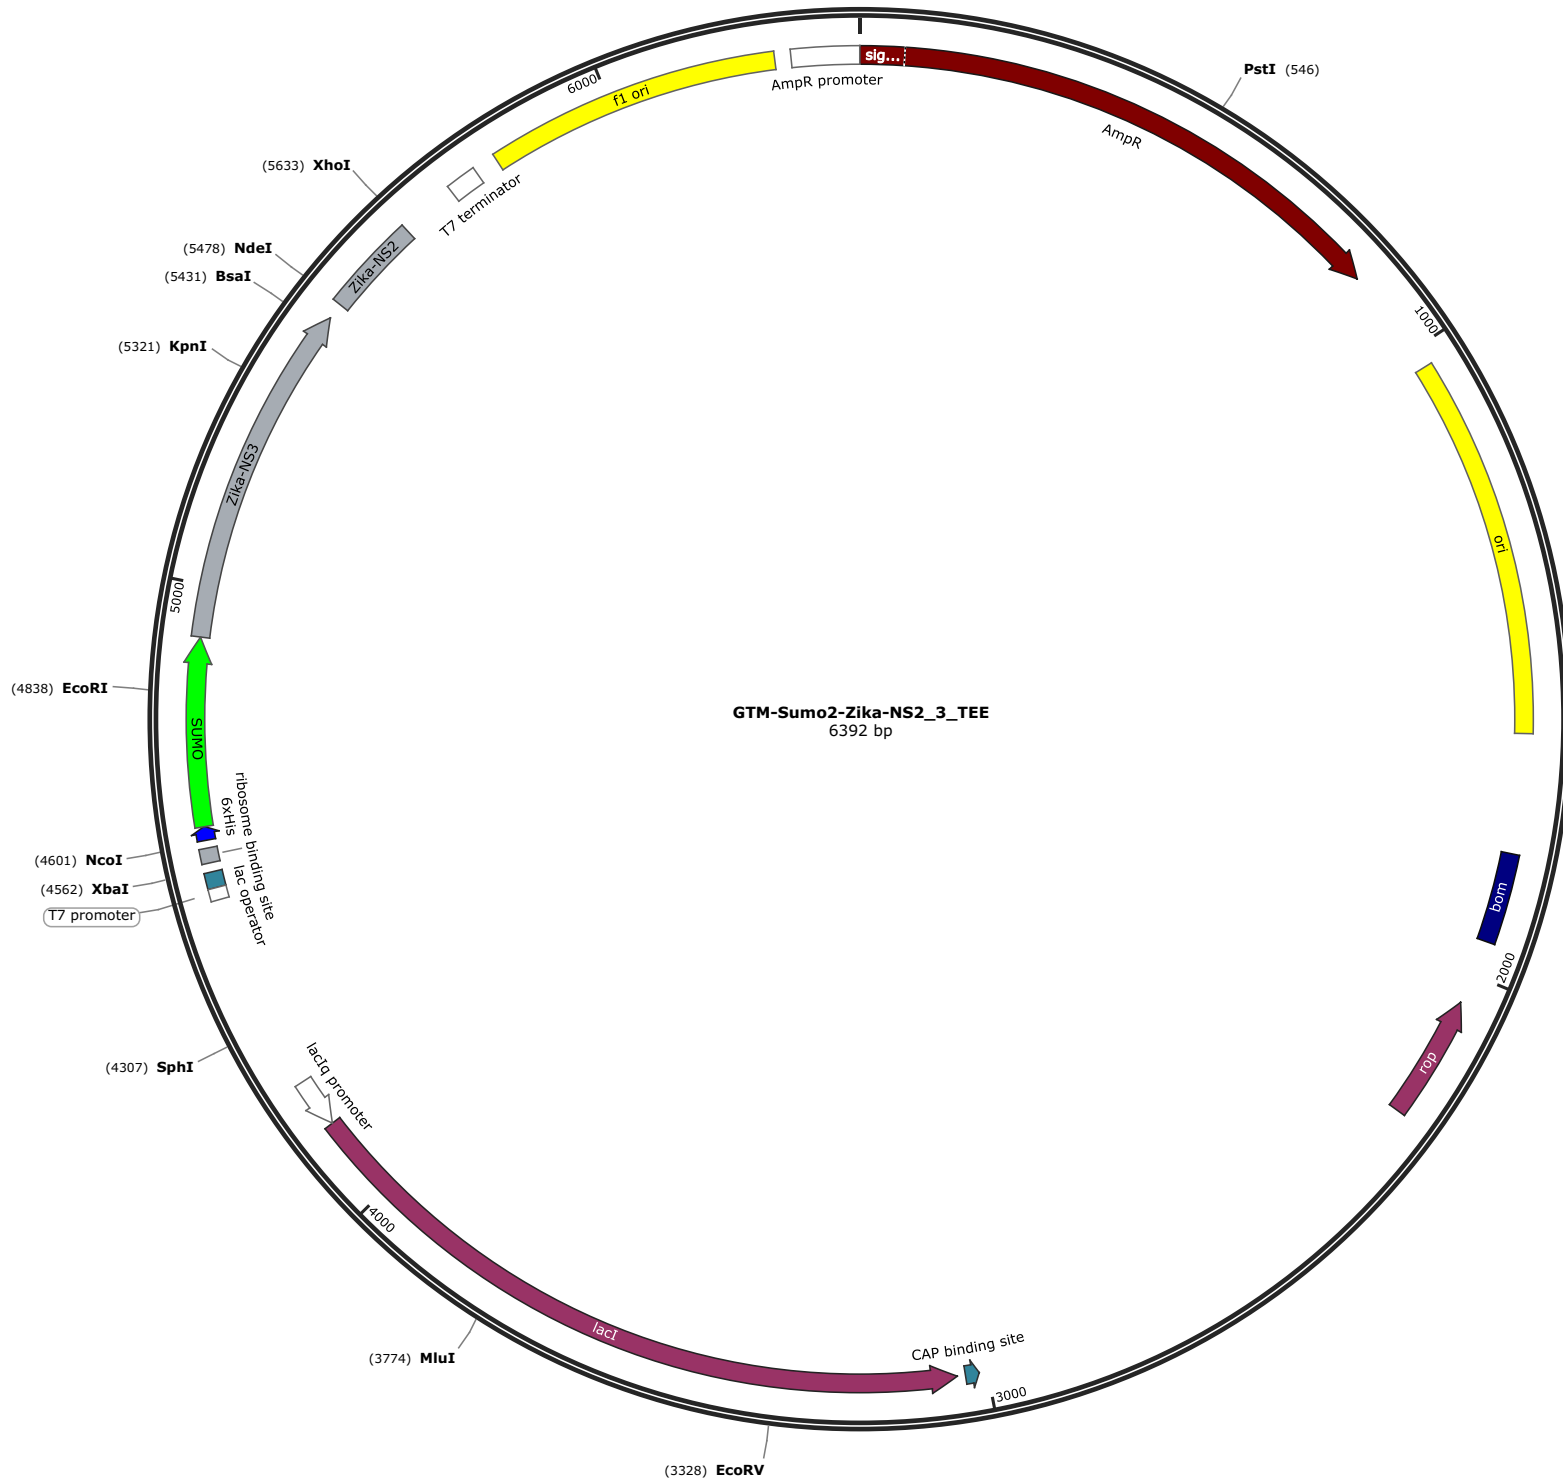 GTM-Sumo2-Zika-NS2_3_TEE
6392 bp
sig...
AmpR
PstI (546)
1000
ori
bom
2000
rop
3000
CAP binding site
(3328) EcoRV
lacI
(3774) MluI
4000
lacIq promoter
(4307) SphI
T7 promoter
lac operator
(4562) XbaI
ribosome binding site
(4601) NcoI
6xHis
SUMO
(4838) EcoRI
5000
Zika-NS3
(5321) KpnI
(5431) BsaI
(5478) NdeI
Zika-NS2
(5633) XhoI
T7 terminator
f1 ori
6000
AmpR promoter